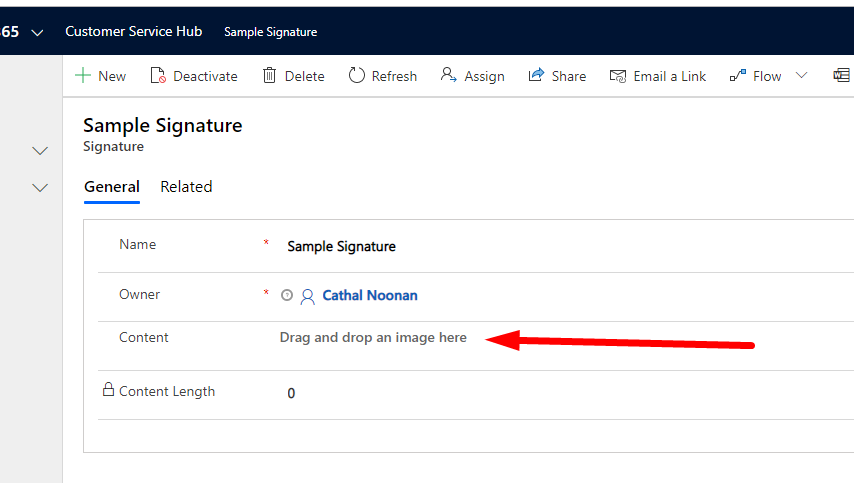 65 Customer Service Hub Sample Signature
New Deactivate Delete Refresh Assign Share Email a Link Flow
Sample Signature
Signature
General Related
Name * Sample Signature
Owner * Cathal Noonan
Content Drag and drop an image here
Content Length 0